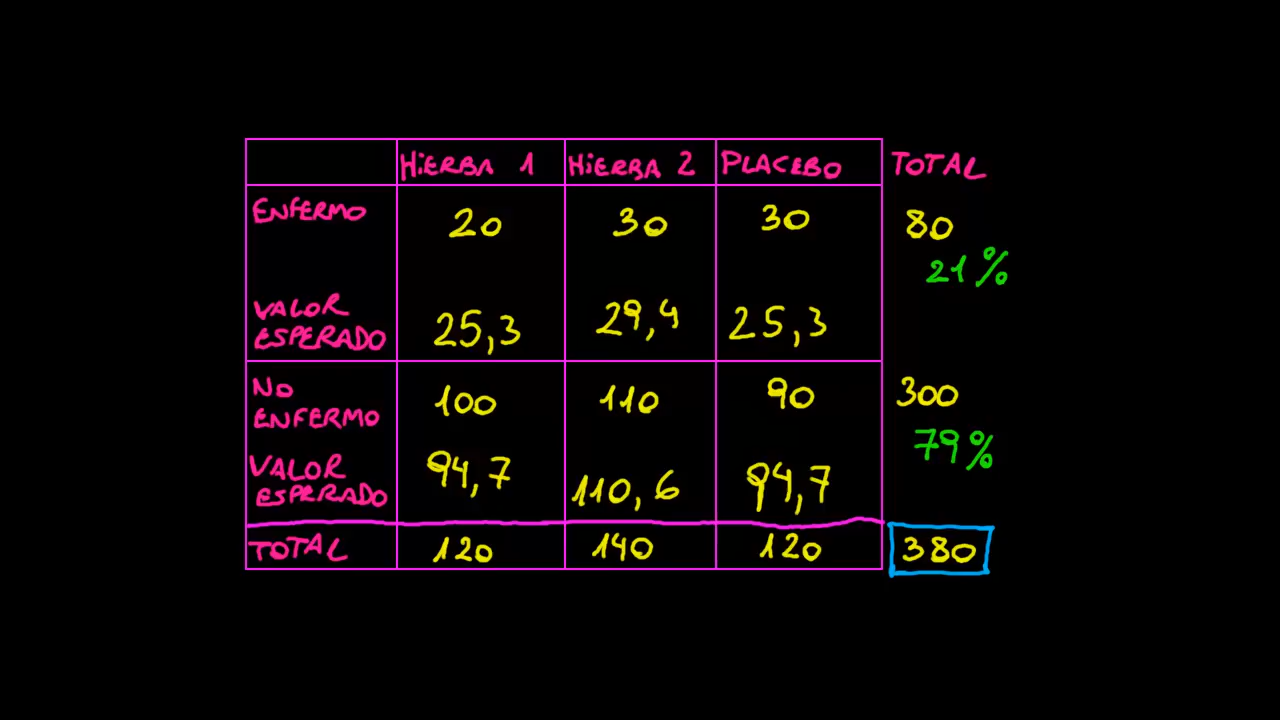 HiERBA 1 HiERBA 2 PLACEBO TOTAL
ENFERMO 20 30 30 80
21%
VALOR
ESPERADO 25,3 29,4 25,3
NO
ENFERMO 100 110 90 300
79%
VALOR
ESPERADO 94,7 110,6 94,7
TOTAL 120 140 120 380